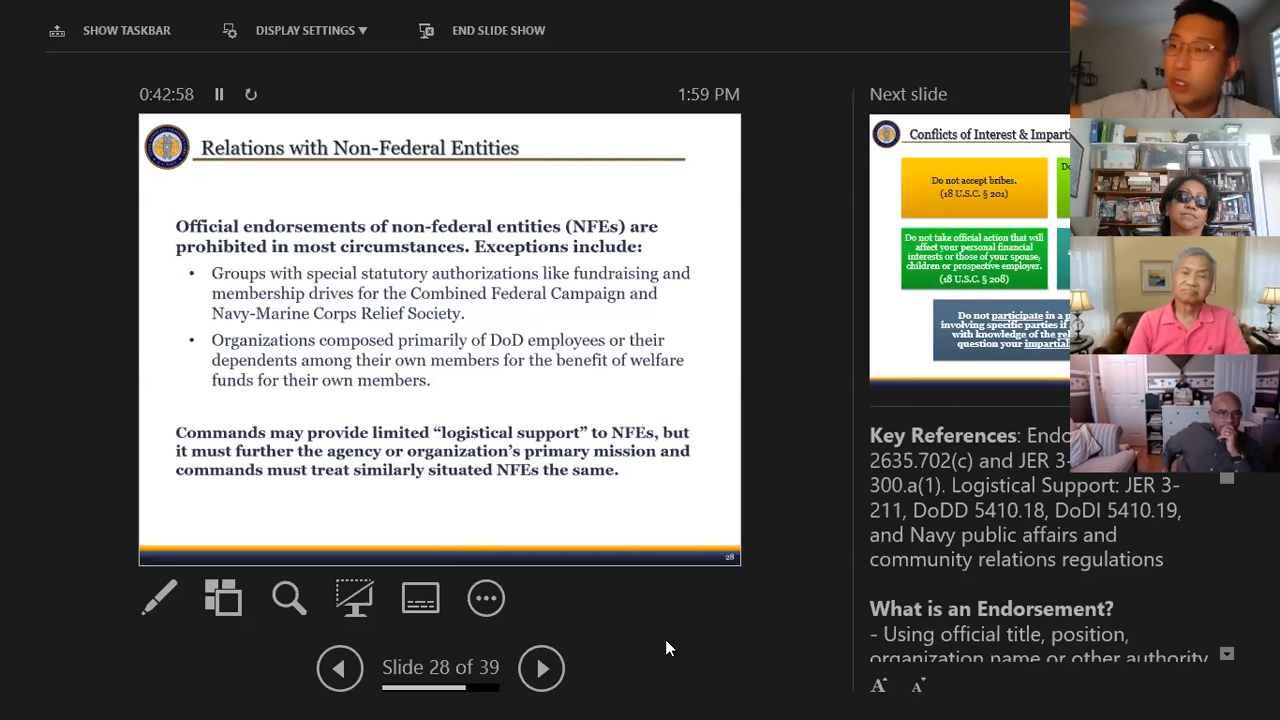 SHOW TASKBAR
DISPLAY SETTINGS ▼
END SLIDE SHOW
0:42:58
1:59 PM
Relations with Non-Federal Entities
Official endorsements of non-federal entities (NFEs) are
prohibited in most circumstances. Exceptions include:
• Groups with special statutory authorizations like fundraising and
membership drives for the Combined Federal Campaign and
Navy-Marine Corps Relief Society.
• Organizations composed primarily of DoD employees or their
dependents among their own members for the benefit of welfare
funds for their own members.
Commands may provide limited “logistical support” to NFEs, but
it must further the agency or organization’s primary mission and
commands must treat similarly situated NFEs the same.
28
Slide 28 of 39
Next slide
Conflicts of Interest & Imparti
Do not accept bribes.
(18 U.S.C. § 201)
Do not take official action that will
affect your personal financial
interests or those of your spouse,
children or prospective employer.
(18 U.S.C. § 208)
Do not participate in a p
involving specific parties if
with knowledge of the rel
question your impartial
Key References: Endo
2635.702(c) and JER 3-
300.a(1). Logistical Support: JER 3-
211, DoDD 5410.18, DoDI 5410.19,
and Navy public affairs and
community relations regulations
What is an Endorsement?
- Using official title, position,
organization name or other authority
A A